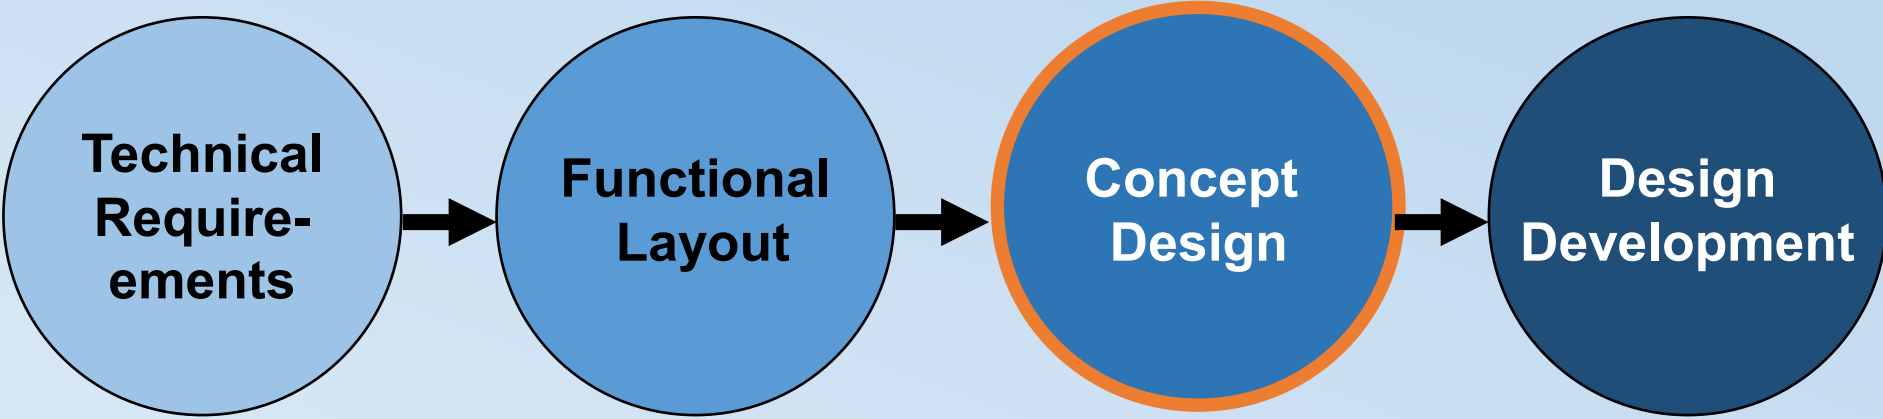 Technical
Require-
ements
Functional
Layout
Concept
Design
Design
Development